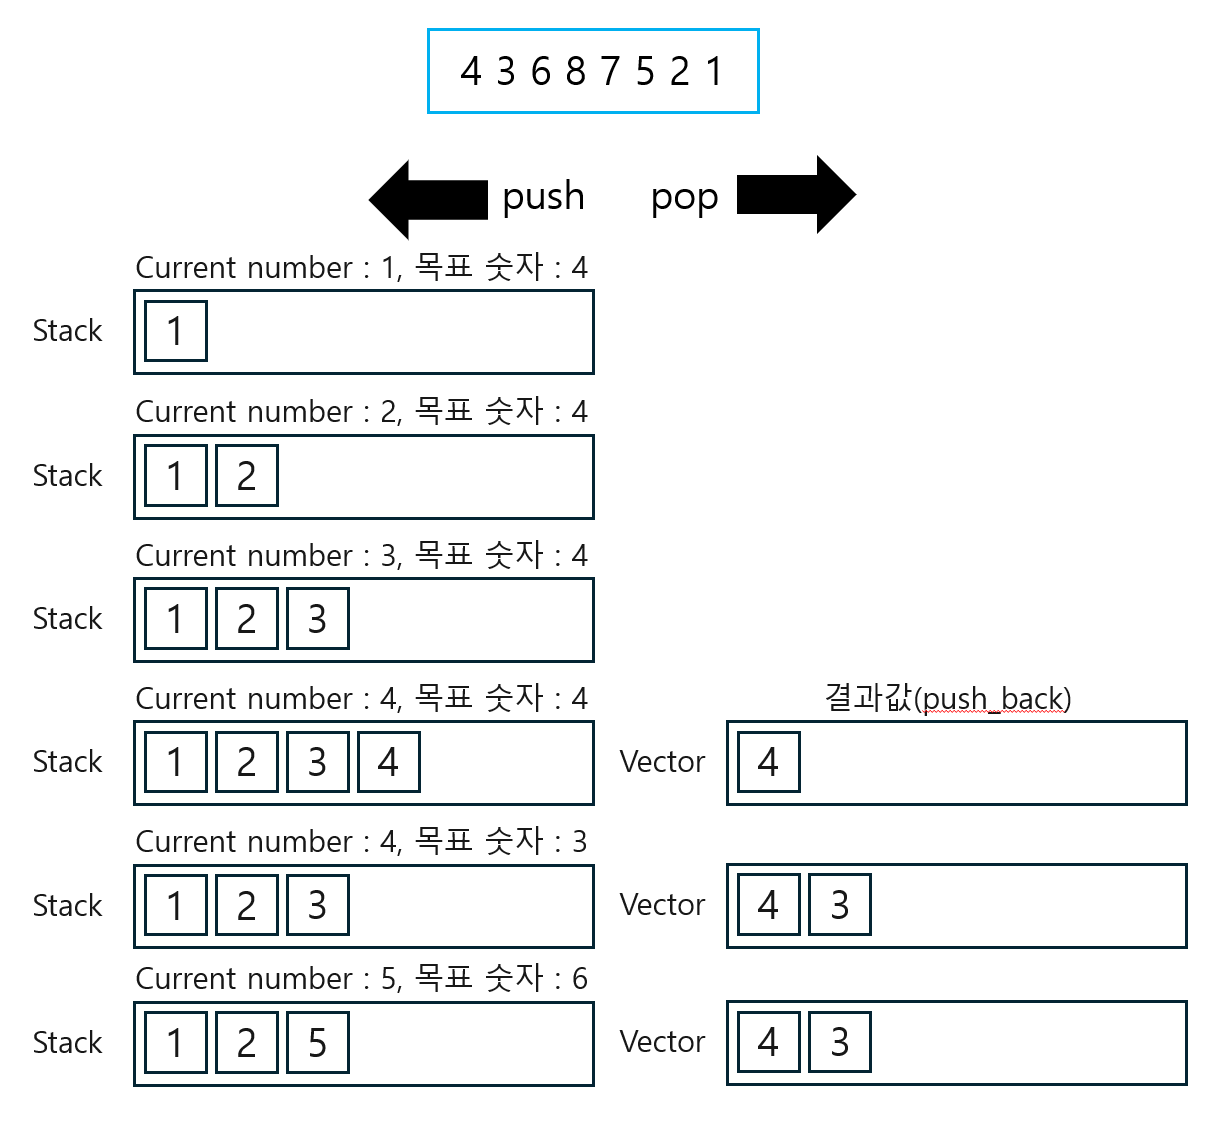 4 3 6 8 7 5 2 1
push pop
Current number : 1, 목표 숫자 : 4
Stack 1
Current number : 2, 목표 숫자 : 4
Stack 1 2
Current number : 3, 목표 숫자 : 4
Stack 1 2 3
Current number : 4, 목표 숫자 : 4
결과값(push_back)
Stack 1 2 3 4
Vector 4
Current number : 4, 목표 숫자 : 3
Stack 1 2 3
Vector 4 3
Current number : 5, 목표 숫자 : 6
Stack 1 2 5
Vector 4 3